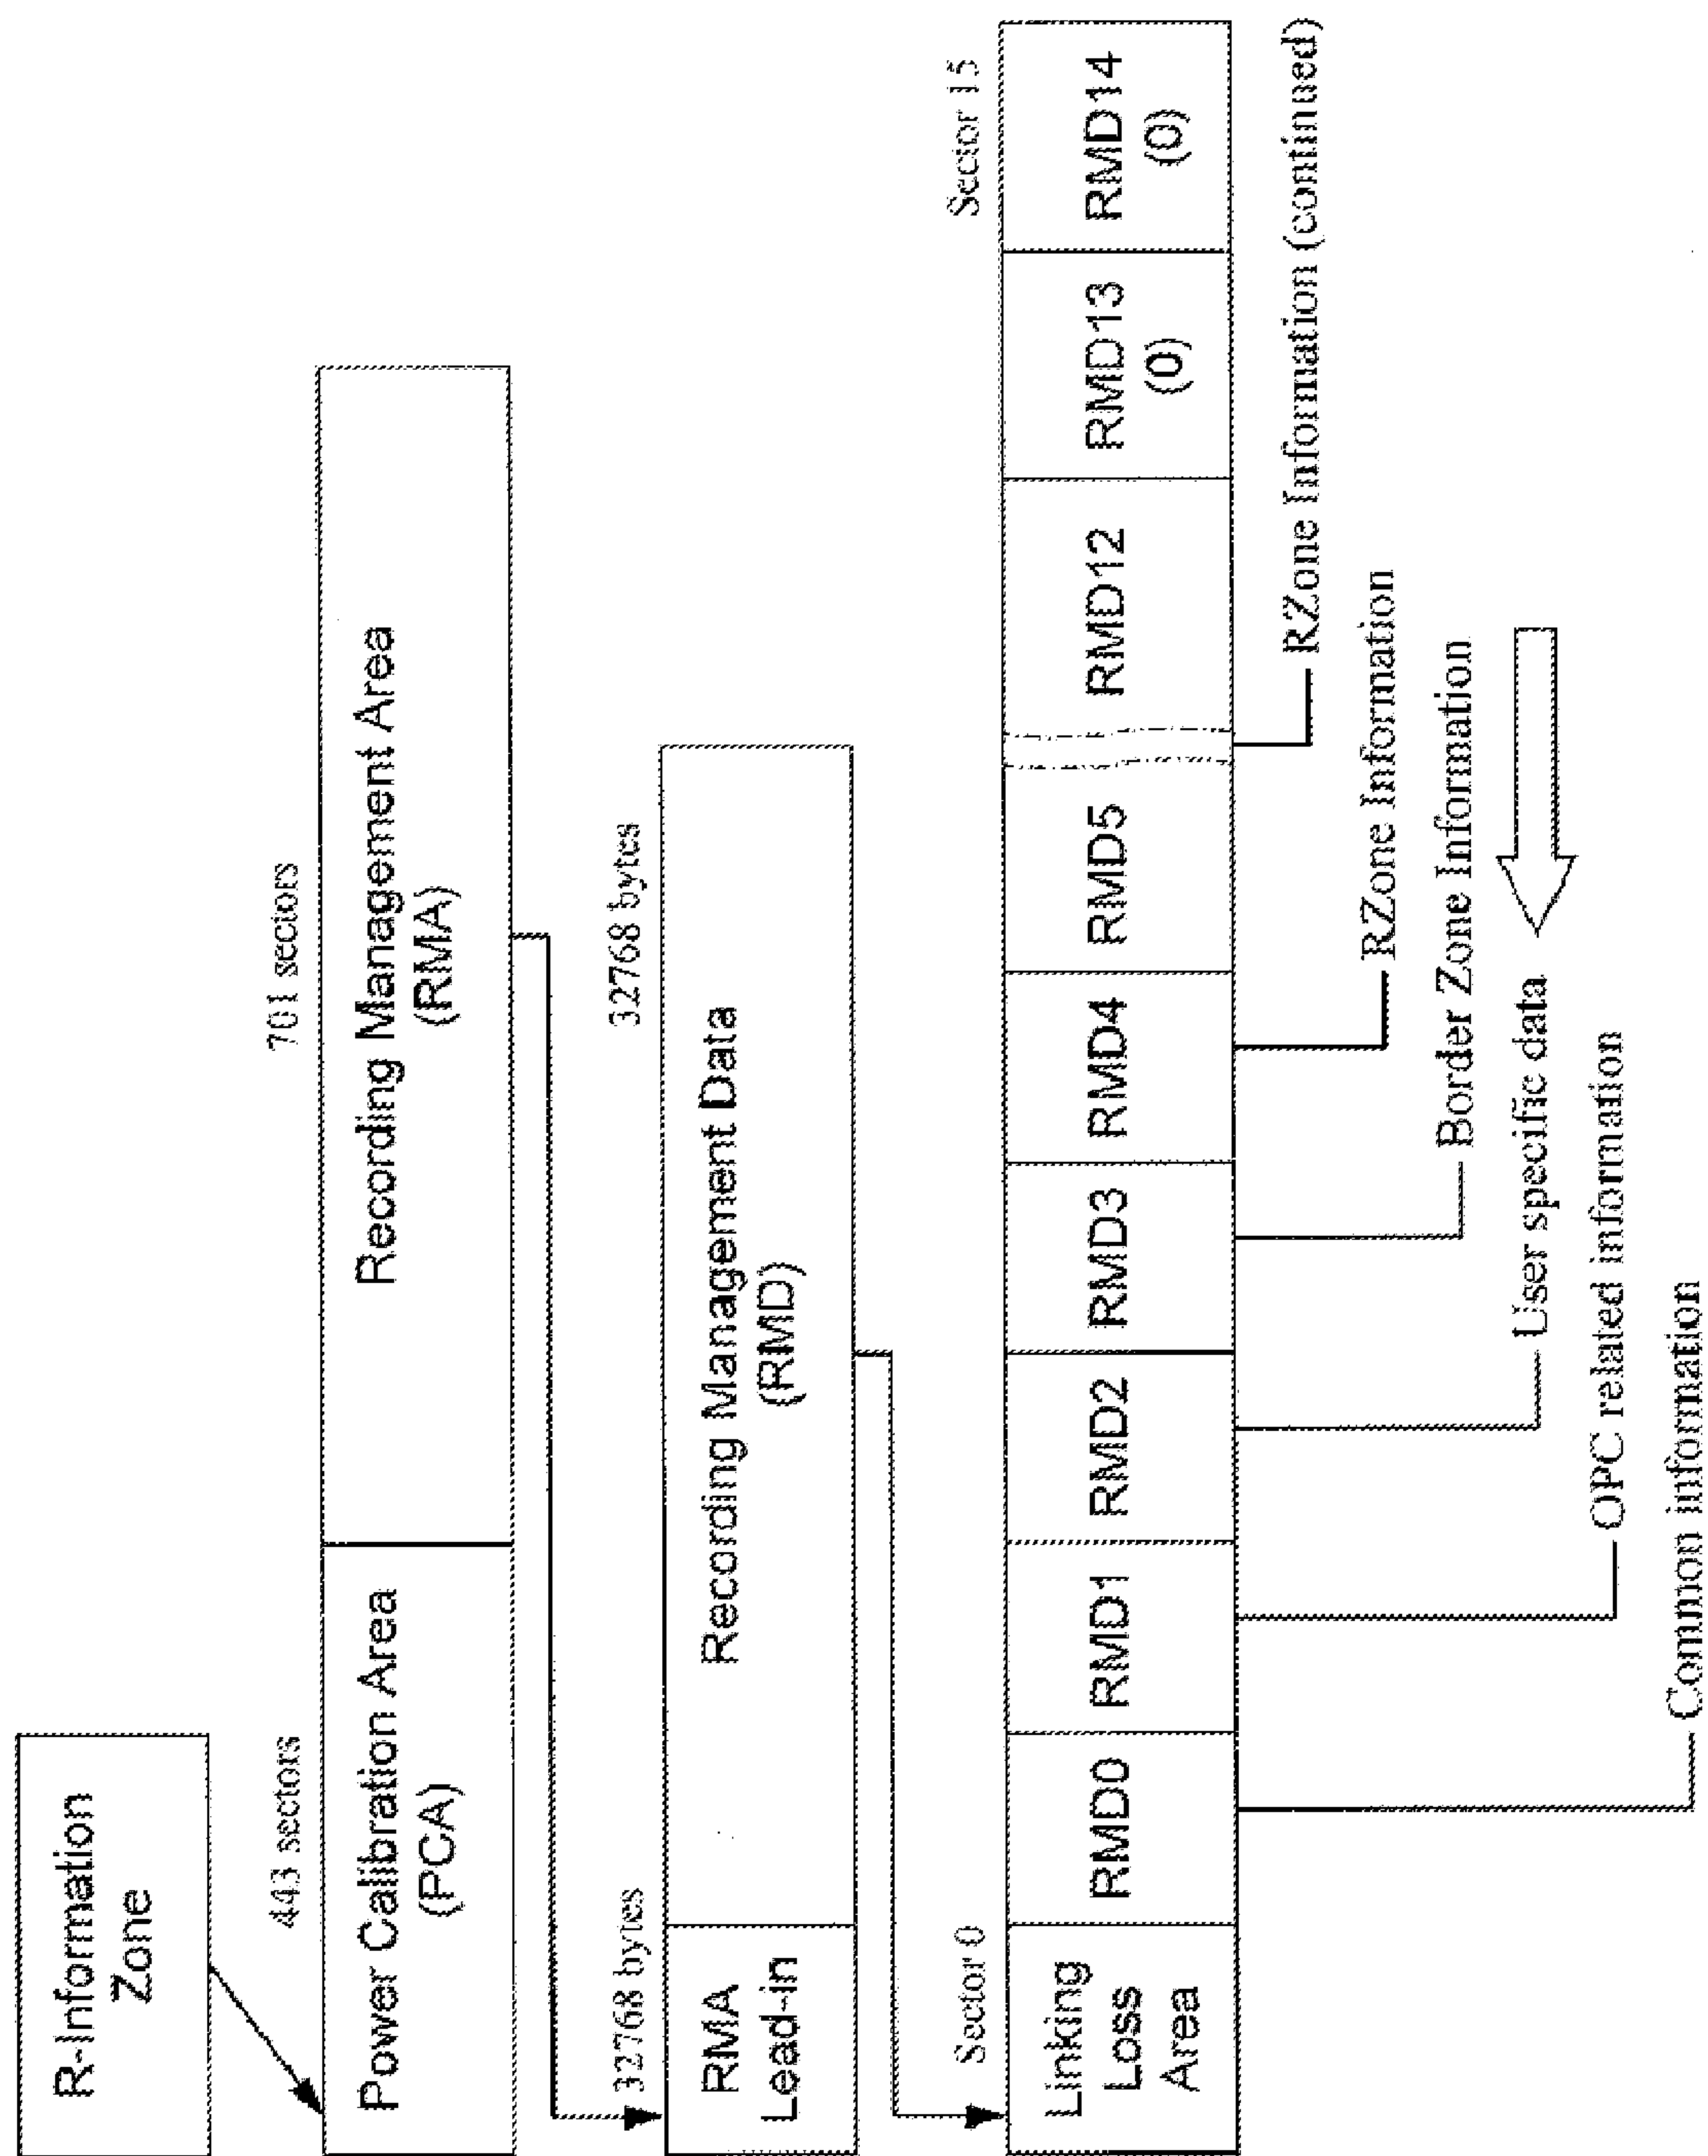 R-Information
Zone
443 sectors
701 sectors
Power Calibration Area
(PCA)
Recording Management Area
(RMA)
32768 bytes
32768 bytes
RMA
Lead-in
Recording Management Data
(RMD)
Sector 0
Sector 15
Linking
Loss
Area
RMD0
RMD1
RMD2
RMD3
RMD4
RMD5
RMD12
RMD13
(0)
RMD14
(0)
RZone Information (continued)
RZone Information
Border Zone Information
User specific data
OPC related information
Common information